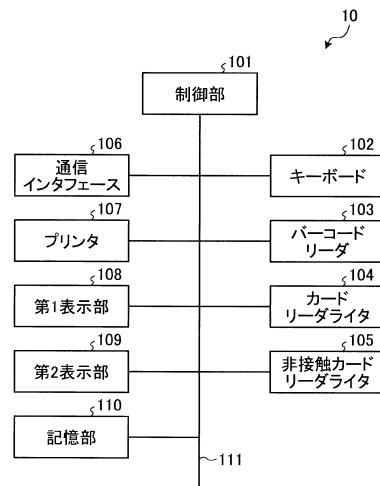 10
101
制御部
106
通信
インタフェース
102
キーボード
107
プリンタ
103
バーコード
リーダ
108
第1表示部
104
カード
リーダライタ
109
第2表示部
105
非接触カード
リーダライタ
110
記憶部
111